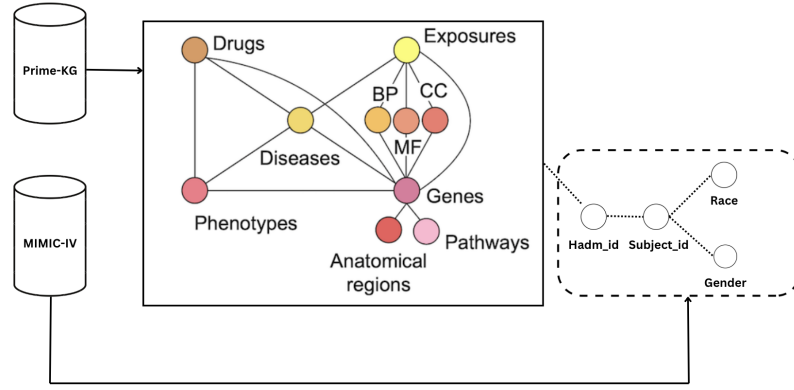 Prime-KG
Drugs
Exposures
BP
CC
MF
Diseases
Genes
Phenotypes
Pathways
Anatomical
regions
MIMIC-IV
Race
Hadm_id
Subject_id
Gender